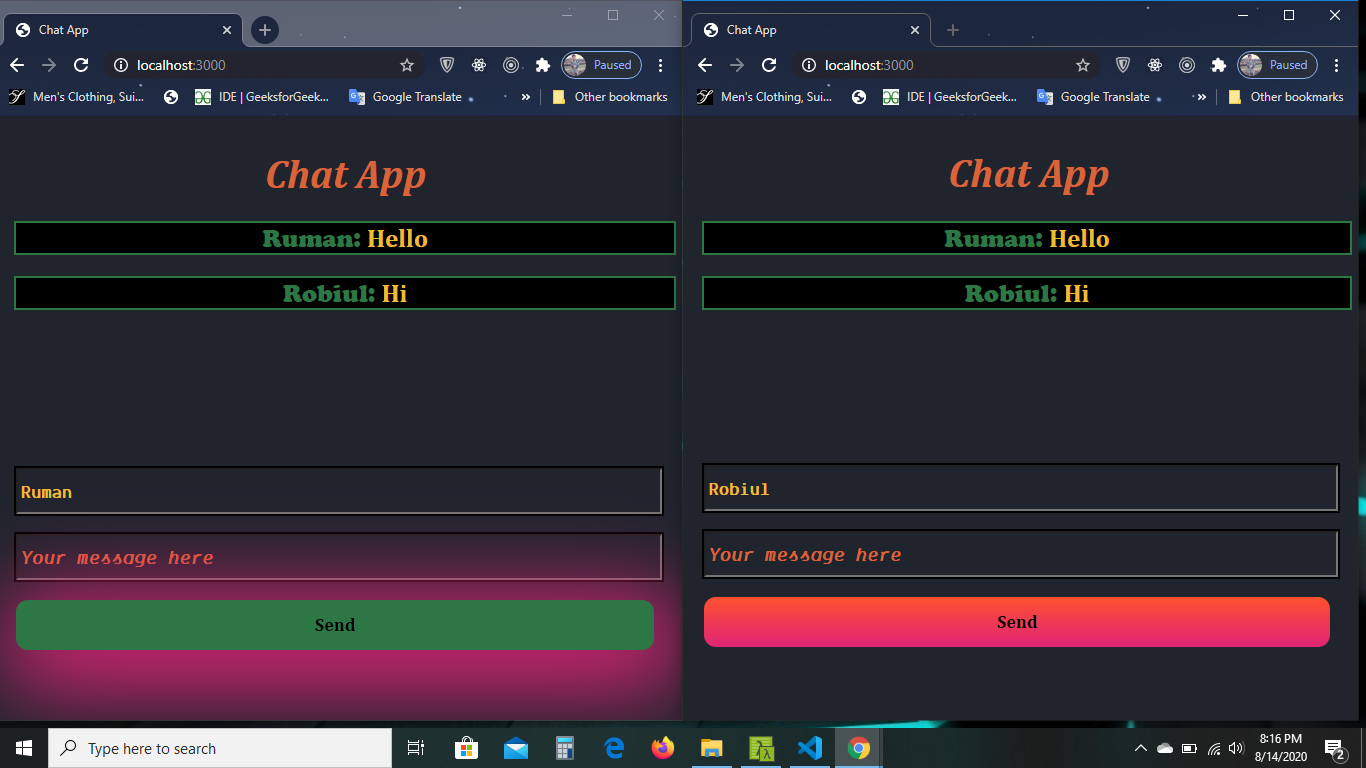 Chat App
localhost:3000
Paused
Men's Clothing, Sui...
IDE | GeeksforGeek...
Google Translate
»
Other bookmarks
Chat App
Ruman: Hello
Robiul: Hi
Ruman
Your message here
Send
Chat App
localhost:3000
Paused
Men's Clothing, Sui...
IDE | GeeksforGeek...
Google Translate
»
Other bookmarks
Chat App
Ruman: Hello
Robiul: Hi
Robiul
Your message here
Send
Type here to search
8:16 PM
8/14/2020
2